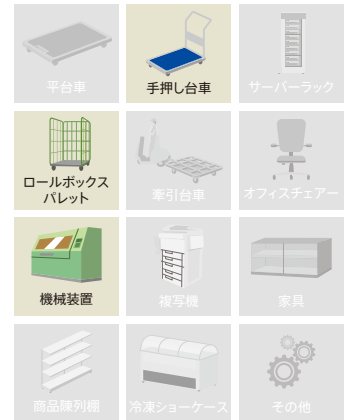 平台車
手押し台車
サーバーラック
ロールボックス
パレット
牽引台車
オフィスチェアー
機械装置
複写機
家具
商品陳列棚
冷凍ショーケース
その他